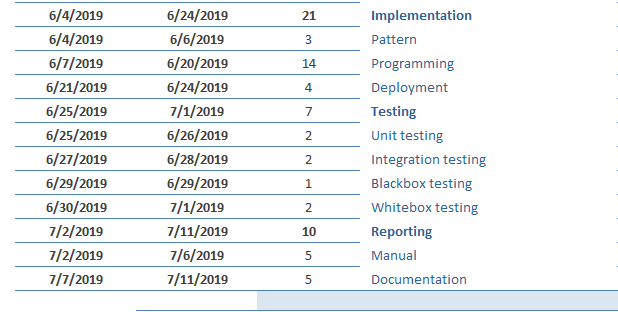 6/4/2019 6/24/2019 21 Implementation
6/4/2019 6/6/2019 3 Pattern
6/7/2019 6/20/2019 14 Programming
6/21/2019 6/24/2019 4 Deployment
6/25/2019 7/1/2019 7 Testing
6/25/2019 6/26/2019 2 Unit testing
6/27/2019 6/28/2019 2 Integration testing
6/29/2019 6/29/2019 1 Blackbox testing
6/30/2019 7/1/2019 2 Whitebox testing
7/2/2019 7/11/2019 10 Reporting
7/2/2019 7/6/2019 5 Manual
7/7/2019 7/11/2019 5 Documentation